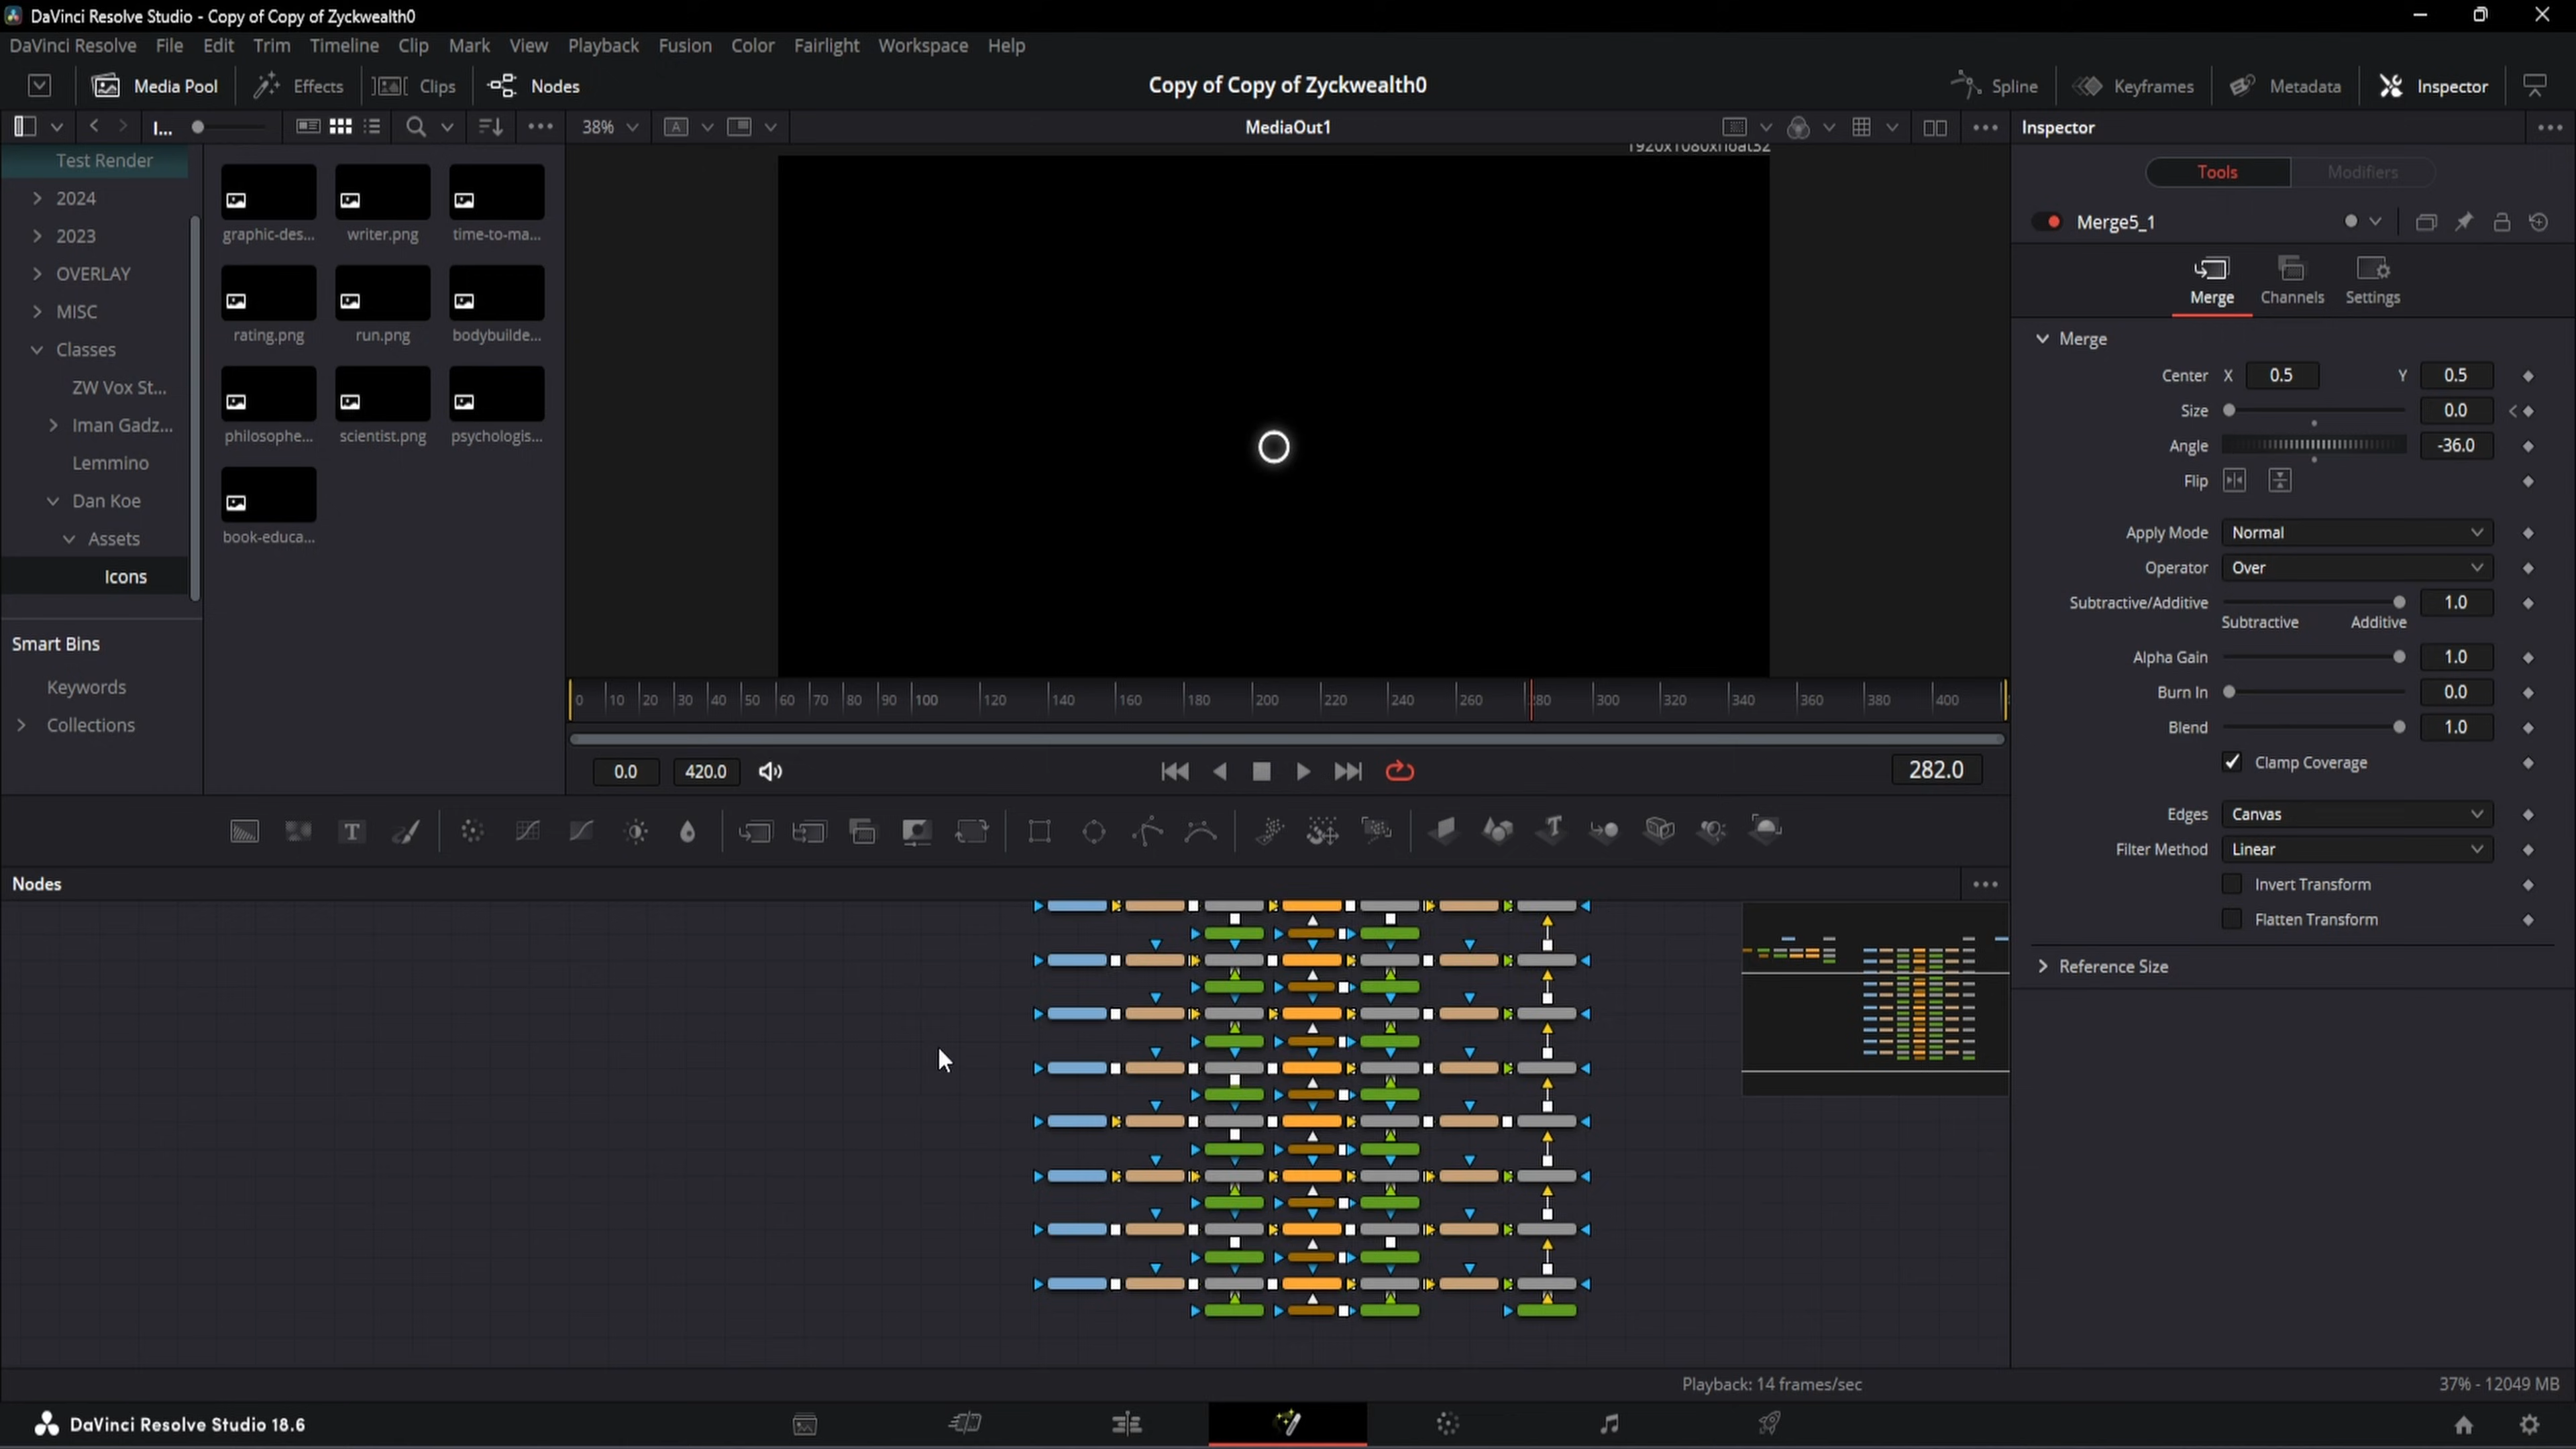 DaVinci Resolve Studio - Copy of Copy of Zyckwealth0
DaVinci Resolve File Edit Trim Timeline Clip Mark View Playback Fusion Color Fairlight Workspace Help
Media Pool Effects Clips Nodes Copy of Copy of Zyckwealth0 Spline Keyframes Metadata Inspector
I... 38% A MediaOut1 Inspector
1920x1080xfloat32
Test Render
2024
2023
OVERLAY
MISC
Classes
ZW Vox St...
Iman Gadz...
Lemmino
Dan Koe
Assets
Icons
Smart Bins
Keywords
Collections
graphic-des... writer.png time-to-ma...
rating.png run.png bodybuilde...
philosophe... scientist.png psychologis...
book-educa...
0 10 20 30 40 50 60 70 80 90 100 120 140 160 180 200 220 240 260 280 300 320 340 360 380 400
0.0 420.0 282.0
T
T
Nodes
Tools Modifiers
Merge5_1
Merge Channels Settings
Merge
Center X 0.5 Y 0.5
Size 0.0
Angle -36.0
Flip
Apply Mode Normal
Operator Over
Subtractive/Additive 1.0
Subtractive Additive
Alpha Gain 1.0
Burn In 0.0
Blend 1.0
Clamp Coverage
Edges Canvas
Filter Method Linear
Invert Transform
Flatten Transform
Reference Size
Playback: 14 frames/sec 37% - 12049 MB
DaVinci Resolve Studio 18.6